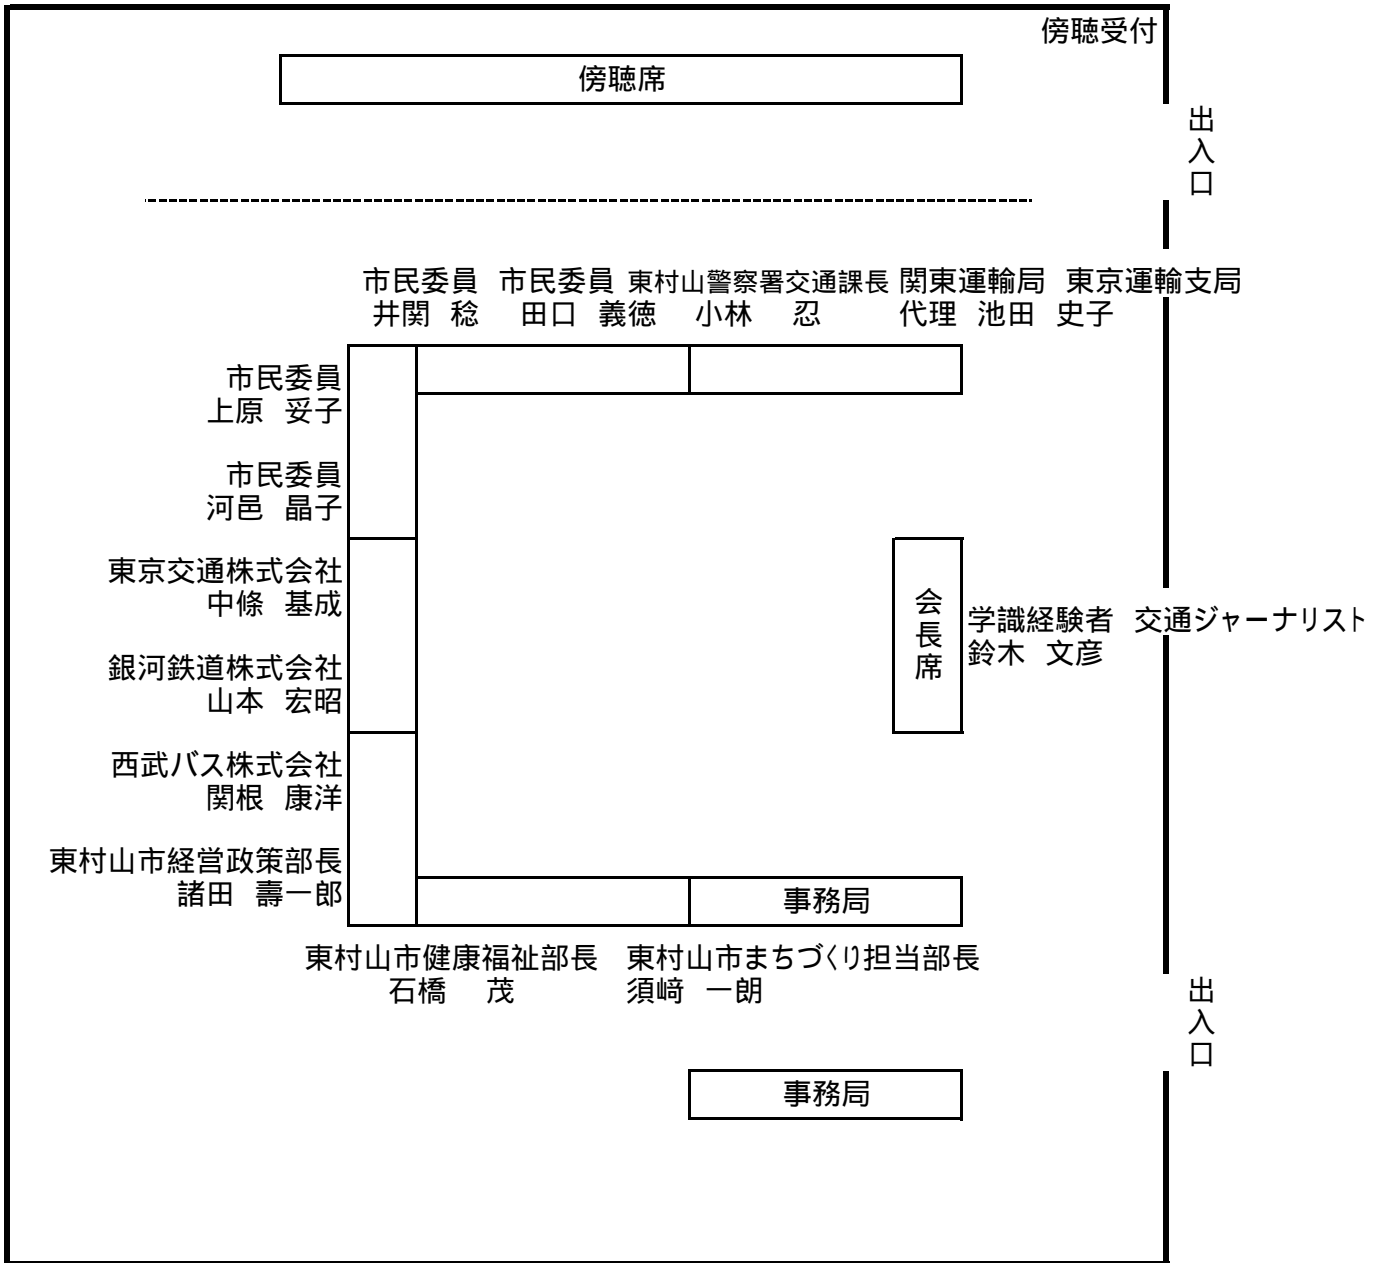 傍聴受付
傍聴席
出入口
市民委員 市民委員 東村山警察署交通課長 関東運輸局 東京運輸支局
井関 稔 田口 義徳 小林 忍 代理 池田 史子
市民委員
上原 妥子
市民委員
河邑 晶子
東京交通株式会社
中條 基成
銀河鉄道株式会社
山本 宏昭
西武バス株式会社
関根 康洋
東村山市経営政策部長
諸田 壽一郎
会長席
学識経験者 交通ジャーナリスト
鈴木 文彦
事務局
東村山市健康福祉部長 東村山市まちづくり担当部長
石橋 茂 須﨑 一朗
出入口
事務局